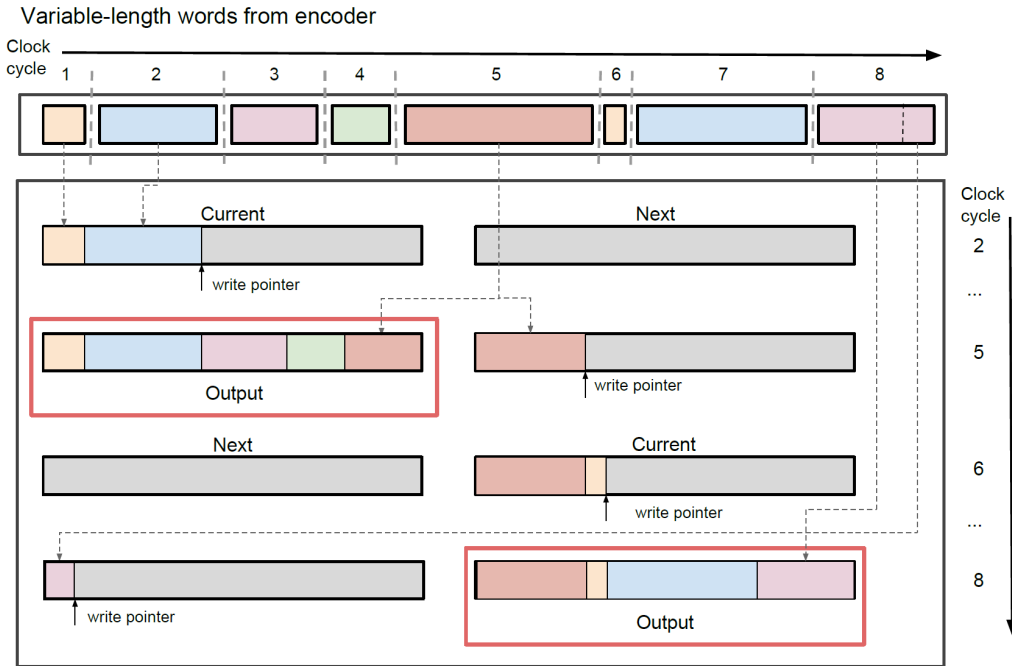 Variable-length words from encoder
Clock
cycle
1 2 3 4 5 6 7 8
Clock
cycle
Current Next
2
write pointer
...
5
write pointer
Output
Next Current
6
write pointer
...
8
write pointer
Output